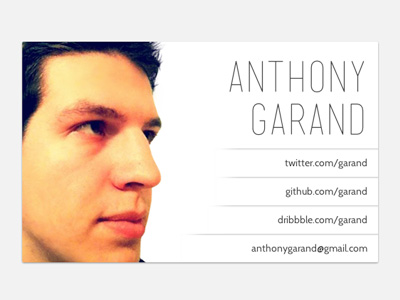 ANTHONY
GARAND
twitter.com/garand
github.com/garand
dribbble.com/garand
anthonygarand@gmail.com